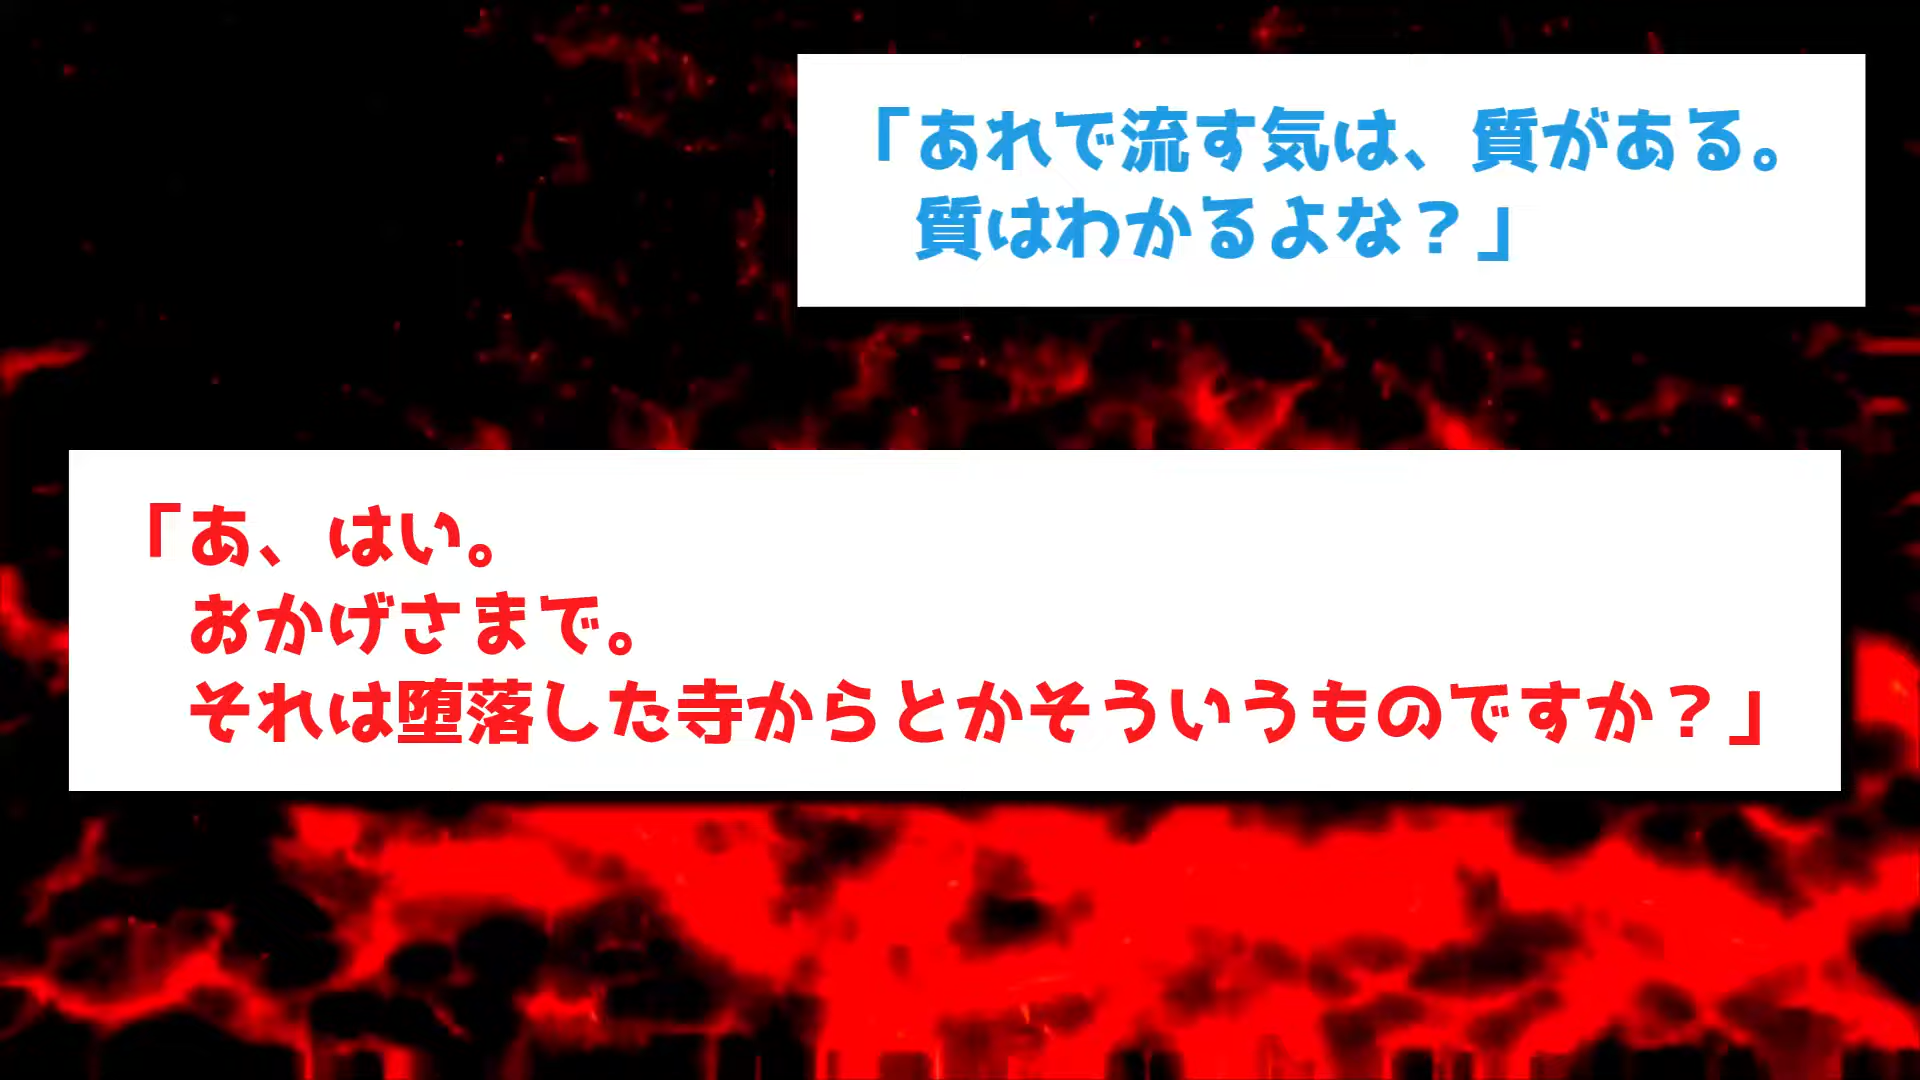 「あれで流す気は、質がある。
質はわかるよな？」
「あ、はい。
おかげさまで。
それは堕落した寺からとかそういうものですか？」